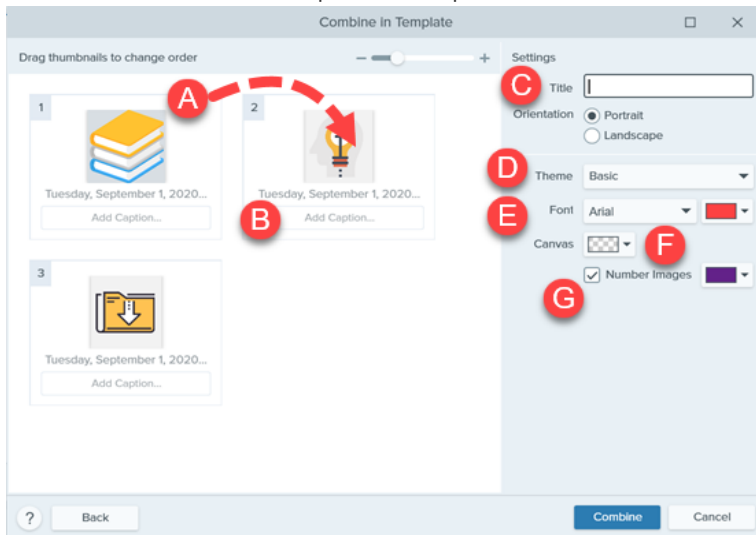 Combine in Template
Drag thumbnails to change order
Settings
C
Title
Orientation
Portrait
Landscape
1
A
2
Tuesday, September 1, 2020...
Tuesday, September 1, 2020...
Add Caption...
B
Add Caption...
D
Theme
Basic
E
Font
Arial
Canvas
F
Number Images
G
3
Tuesday, September 1, 2020...
Add Caption...
?
Back
Combine
Cancel